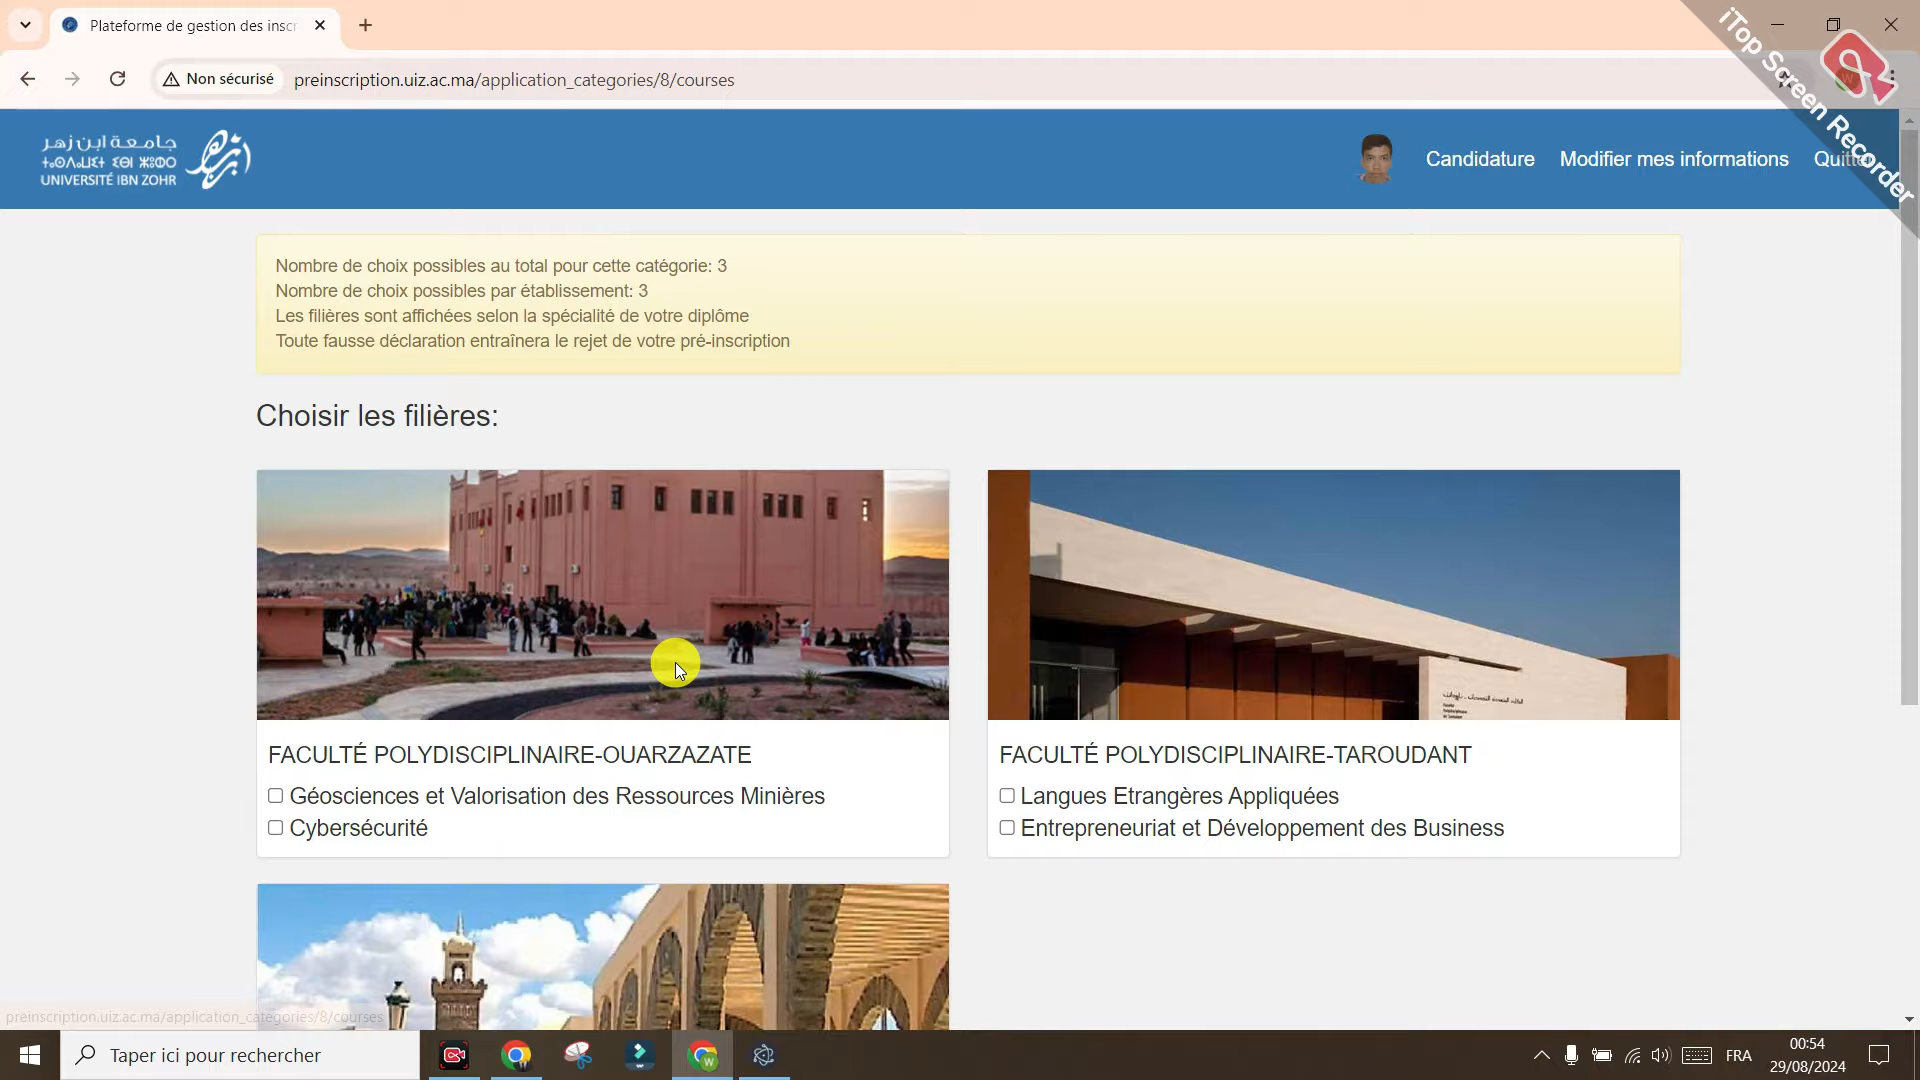 Plateforme de gestion des inscr
Non sécurisé
preinscription.uiz.ac.ma/application_categories/8/courses
iTop Screen Recorder
جامعة ابن زهر
ⵜⴰⵙⴷⴰⵡⵉⵜ ⵉⴱⵏ ⵣⵓⵀⵔ
UNIVERSITÉ IBN ZOHR
Candidature
Modifier mes informations
Quitter
Nombre de choix possibles au total pour cette catégorie: 3
Nombre de choix possibles par établissement: 3
Les filières sont affichées selon la spécialité de votre diplôme
Toute fausse déclaration entraînera le rejet de votre pré-inscription
Choisir les filières:
FACULTÉ POLYDISCIPLINAIRE-OUARZAZATE
Géosciences et Valorisation des Ressources Minières
Cybersécurité
FACULTÉ POLYDISCIPLINAIRE-TAROUDANT
Langues Etrangères Appliquées
Entrepreneuriat et Développement des Business
preinscription.uiz.ac.ma/application_categories/8/courses
Taper ici pour rechercher
FRA
00:54
29/08/2024